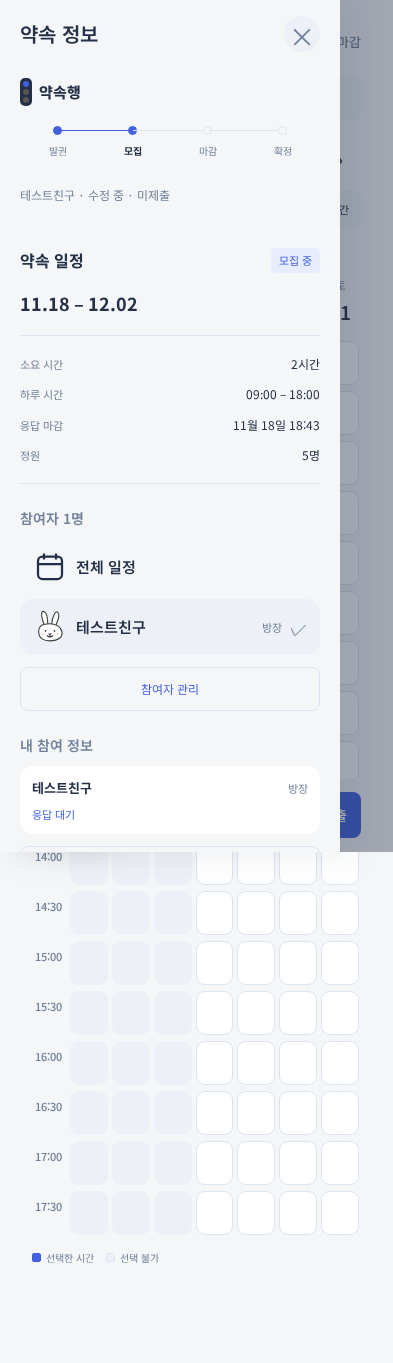 약속 정보
마감
약속행
발권 모집 마감 확정
테스트친구 · 수정 중 · 미제출
간
약속 일정 모집 중
토
11.18 – 12.02
1
소요 시간 2시간
하루 시간 09:00 – 18:00
응답 마감 11월 18일 18:43
정원 5명
참여자 1명
전체 일정
테스트친구 방장
참여자 관리
내 참여 정보
테스트친구 방장
응답 대기
출
14:00
14:30
15:00
15:30
16:00
16:30
17:00
17:30
선택한 시간 선택 불가